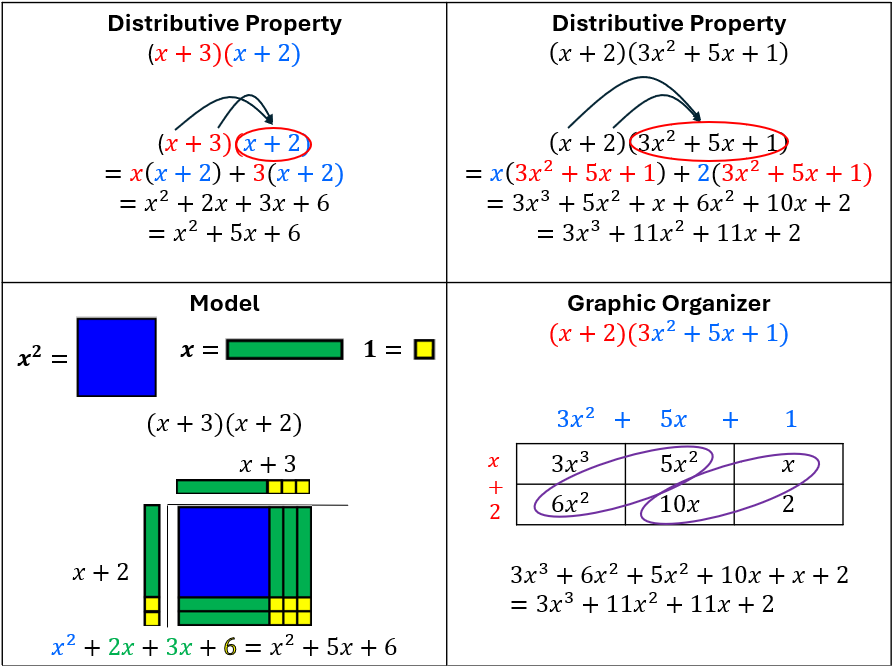 Distributive Property
(x + 3)(x + 2)
(x + 3)(x + 2)
= x(x + 2) + 3(x + 2)
= x² + 2x + 3x + 6
= x² + 5x + 6
Distributive Property
(x + 2)(3x² + 5x + 1)
(x + 2)(3x² + 5x + 1)
= x(3x² + 5x + 1) + 2(3x² + 5x + 1)
= 3x³ + 5x² + x + 6x² + 10x + 2
= 3x³ + 11x² + 11x + 2
Model
x² = x = 1 =
(x + 3)(x + 2)
x + 3
x + 2
x² + 2x + 3x + 6 = x² + 5x + 6
Graphic Organizer
(x + 2)(3x² + 5x + 1)
3x² + 5x + 1
x 3x³ 5x² x
+
2 6x² 10x 2
3x³ + 6x² + 5x² + 10x + x + 2
= 3x³ + 11x² + 11x + 2